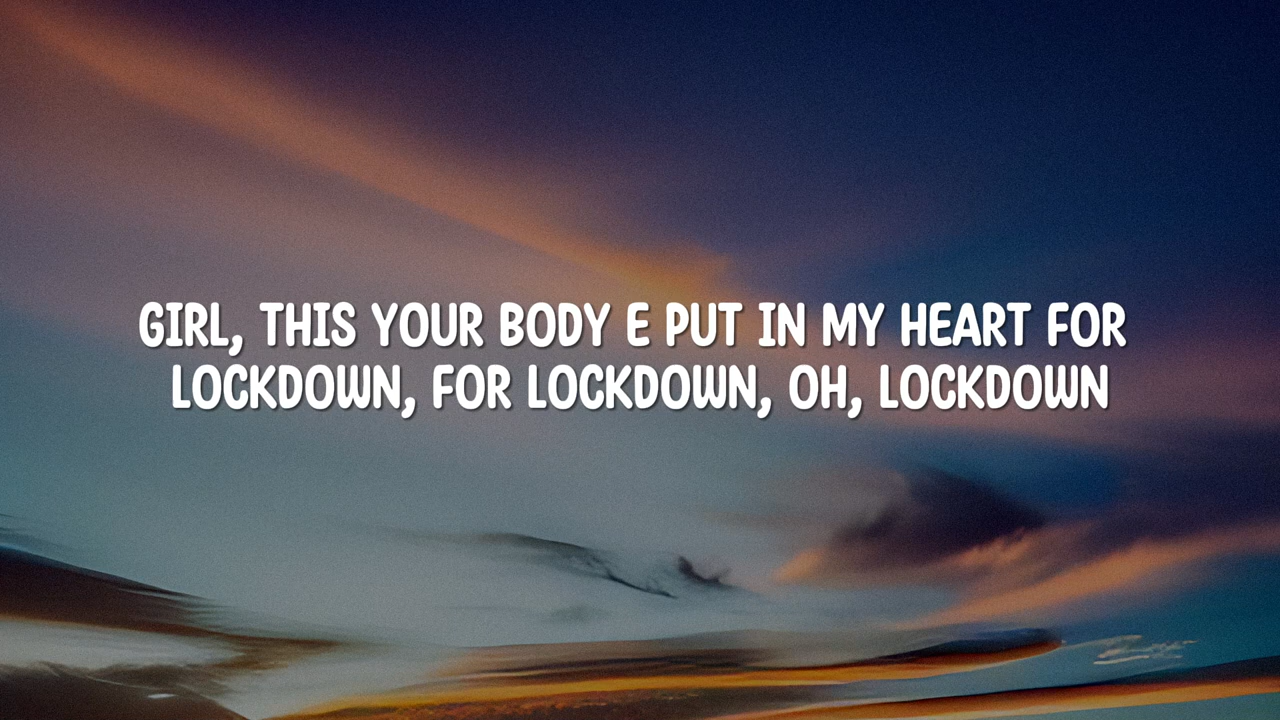 GIRL, THIS YOUR BODY E PUT IN MY HEART FOR
LOCKDOWN, FOR LOCKDOWN, OH, LOCKDOWN